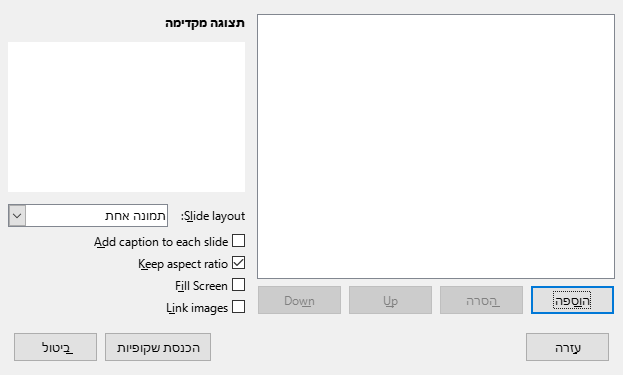 תצוגה מקדימה
Slide layout:
תמונה אחת
Add caption to each slide
Keep aspect ratio
Fill Screen
Link images
הוספה
הסרה
Up
Down
עזרה
הכנסת שקופיות
ביטול